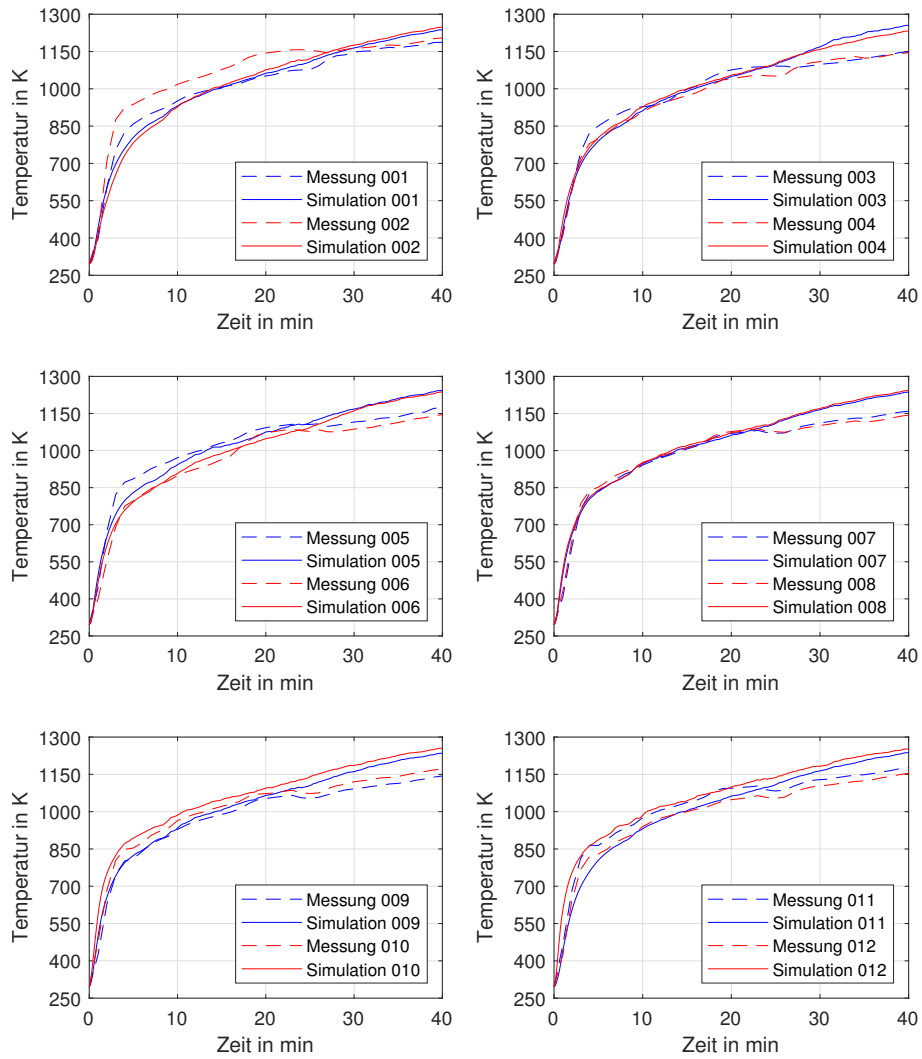 1300
1150
1000
850
700
550
400
250
Temperatur in K
0 10 20 30 40
Zeit in min
Messung 001
Simulation 001
Messung 002
Simulation 002
1300
1150
1000
850
700
550
400
250
Temperatur in K
0 10 20 30 40
Zeit in min
Messung 003
Simulation 003
Messung 004
Simulation 004
1300
1150
1000
850
700
550
400
250
Temperatur in K
0 10 20 30 40
Zeit in min
Messung 005
Simulation 005
Messung 006
Simulation 006
1300
1150
1000
850
700
550
400
250
Temperatur in K
0 10 20 30 40
Zeit in min
Messung 007
Simulation 007
Messung 008
Simulation 008
1300
1150
1000
850
700
550
400
250
Temperatur in K
0 10 20 30 40
Zeit in min
Messung 009
Simulation 009
Messung 010
Simulation 010
1300
1150
1000
850
700
550
400
250
Temperatur in K
0 10 20 30 40
Zeit in min
Messung 011
Simulation 011
Messung 012
Simulation 012